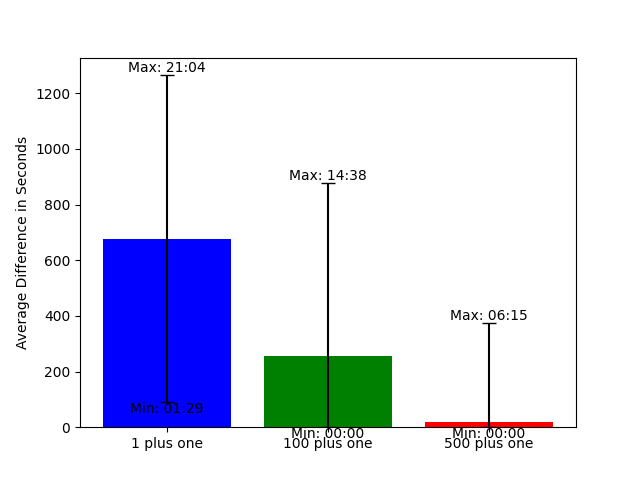 Max: 21:04
1200
1000
Max: 14:38
800
600
400
Max: 06:15
200
Min: 01:29
0
Min: 00:00
Min: 00:00
1 plus one
100 plus one
500 plus one
Average Difference in Seconds